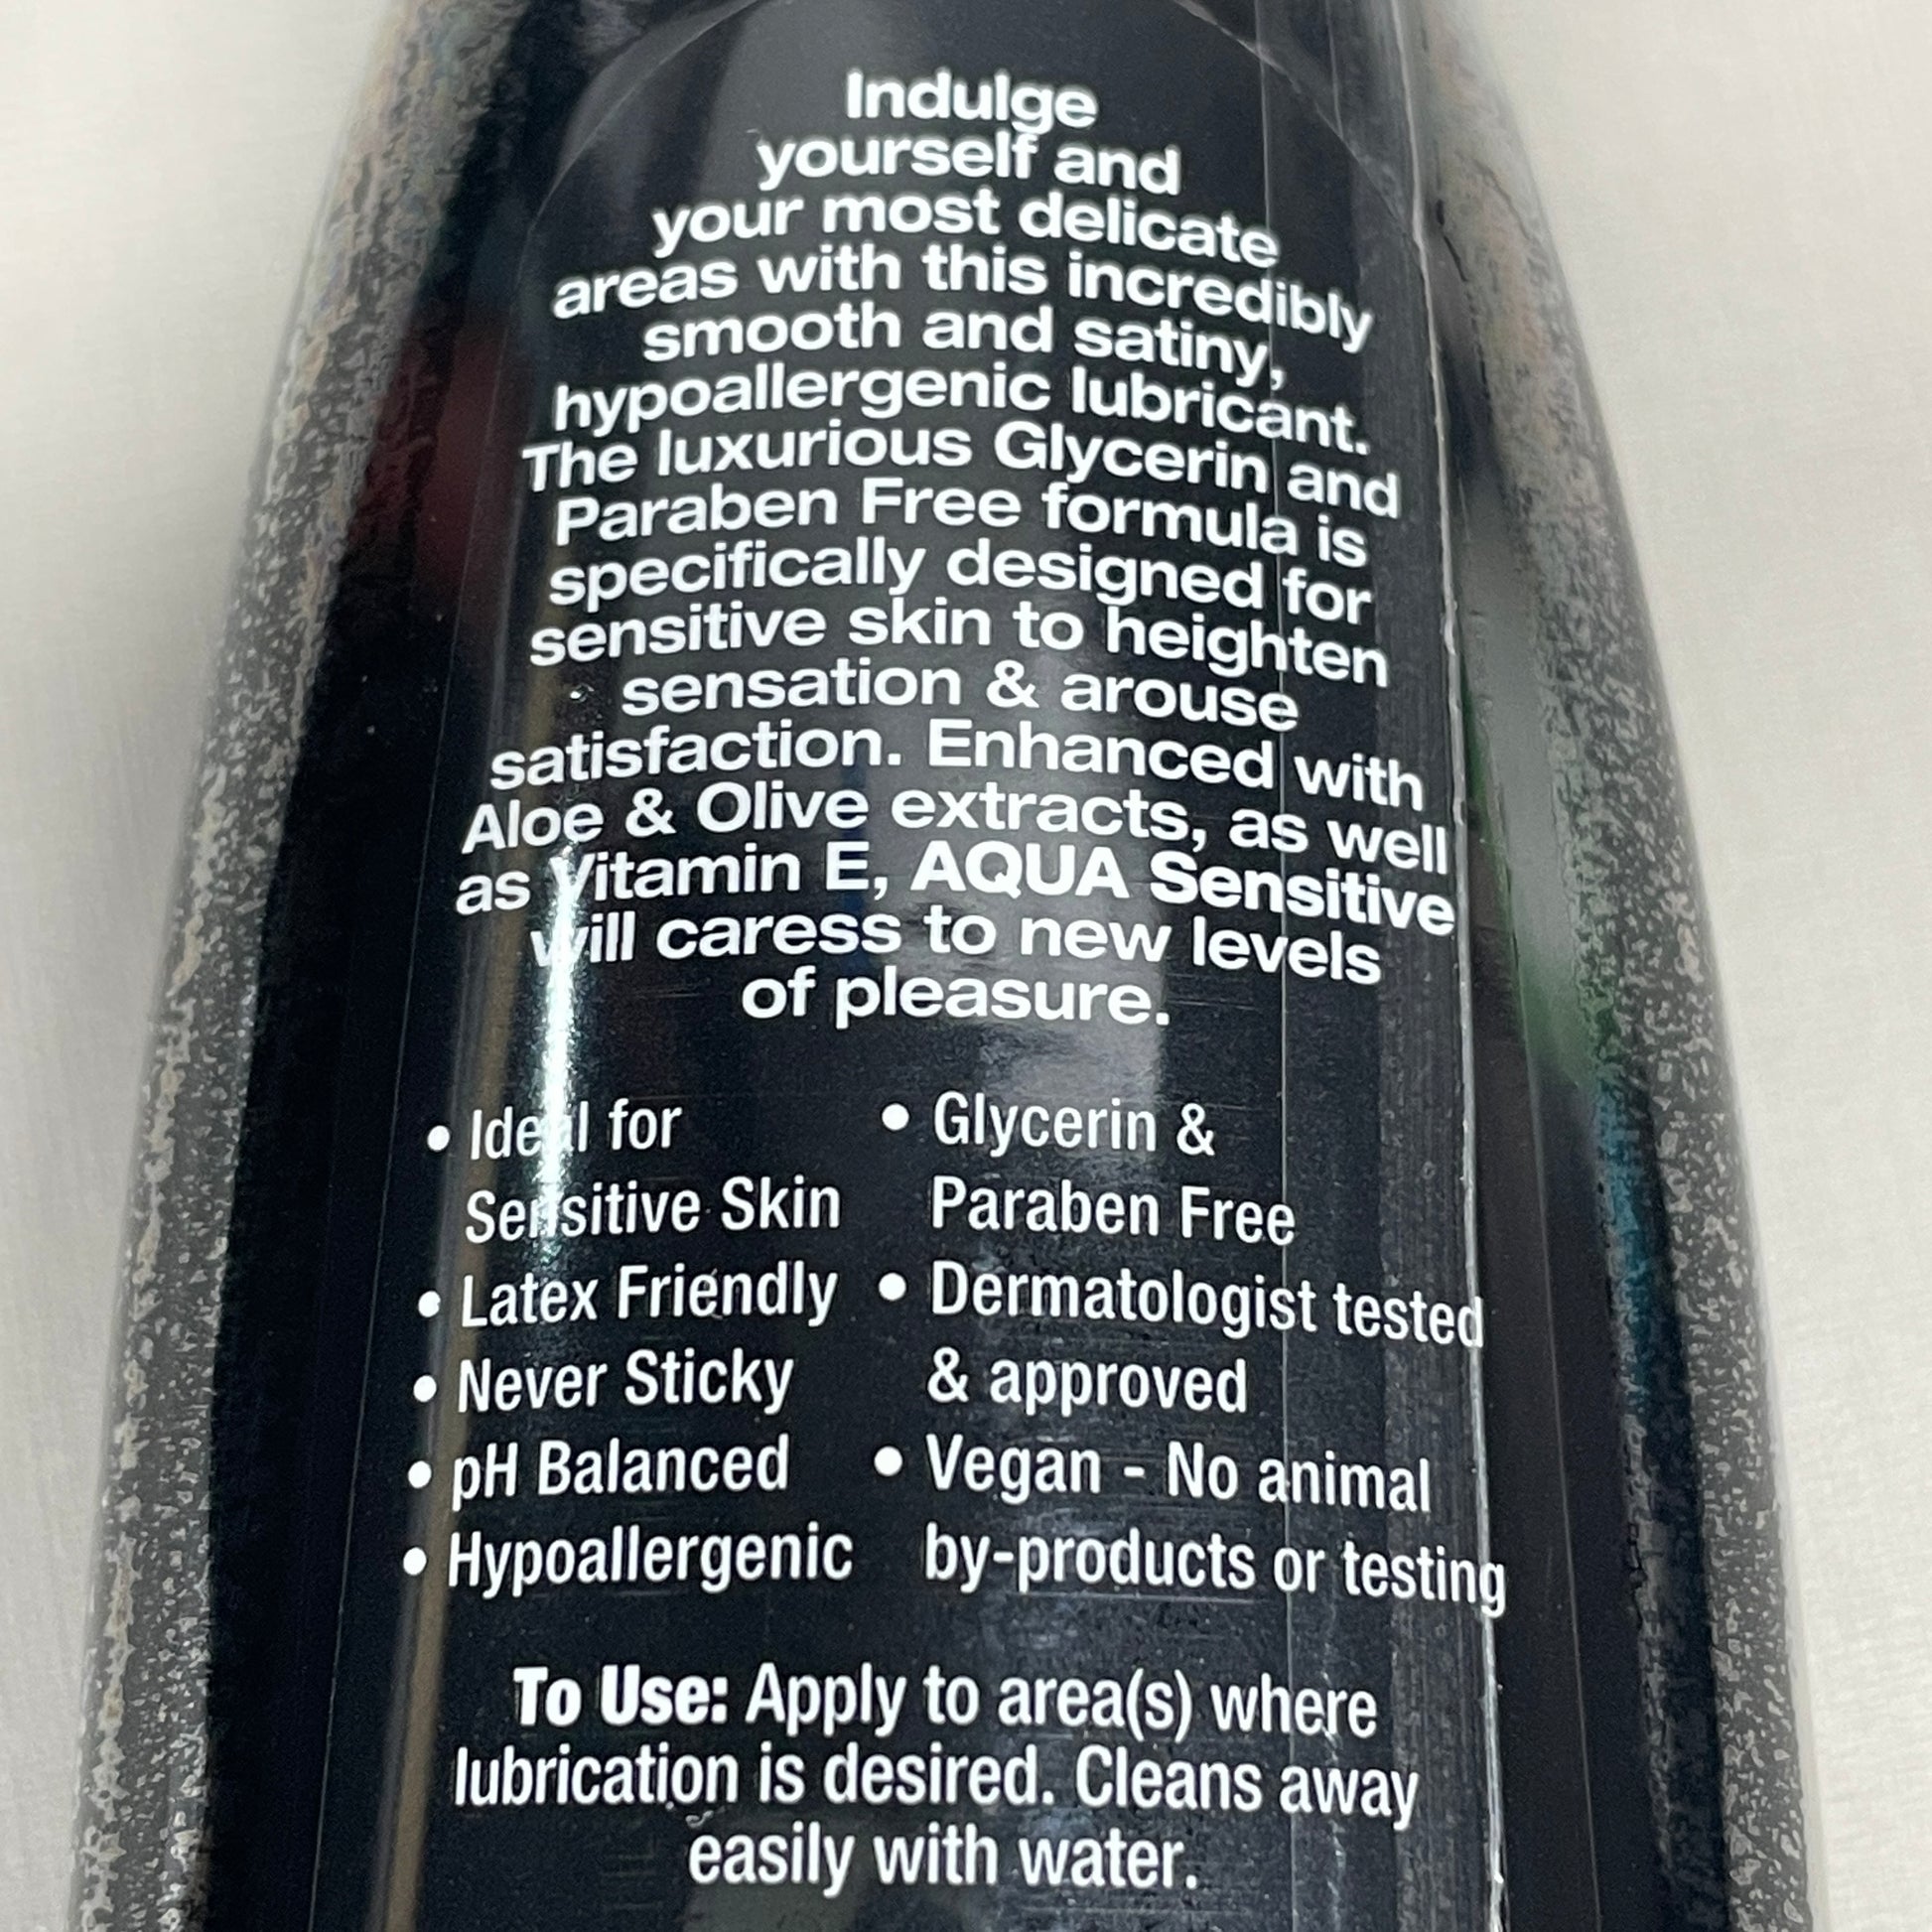 Indulge
yourself and
your most delicate
areas with this incredibly
smooth and satiny,
hypoallergenic lubricant.
The luxurious Glycerin and
Paraben Free formula is
specifically designed for
sensitive skin to heighten
sensation & arouse
satisfaction. Enhanced with
Aloe & Olive extracts, as well
as Vitamin E, AQUA Sensitive
will caress to new levels
of pleasure.
• Ideal for
Sensitive Skin
• Latex Friendly
• Never Sticky
• pH Balanced
• Hypoallergenic
• Glycerin &
Paraben Free
• Dermatologist tested
& approved
• Vegan - No animal
by-products or testing
To Use: Apply to area(s) where
lubrication is desired. Cleans away
easily with water.